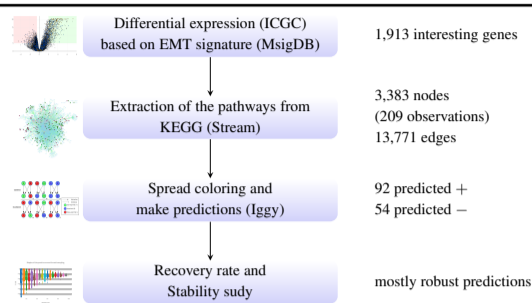 Differential expression (ICGC)
based on EMT signature (MsigDB)
1,913 interesting genes
Extraction of the pathways from
KEGG (Stream)
3,383 nodes
(209 observations)
13,771 edges
Spread coloring and
make predictions (Iggy)
92 predicted +
54 predicted −
Recovery rate and
Stability sudy
mostly robust predictions